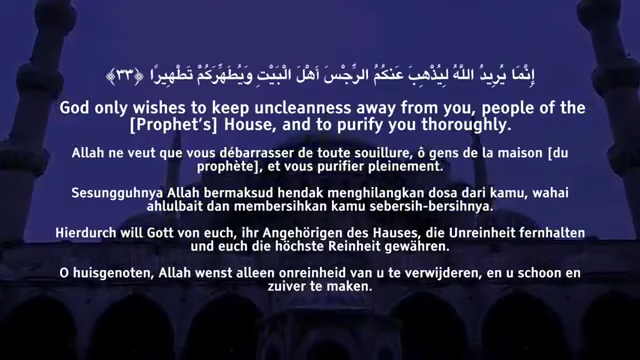 إِنَّمَا يُرِيدُ اللَّهُ لِيُذْهِبَ عَنكُمُ الرِّجْسَ أَهْلَ الْبَيْتِ وَيُطَهِّرَكُمْ تَطْهِيرًا ﴿٣٣﴾
God only wishes to keep uncleanness away from you, people of the
[Prophet's] House, and to purify you thoroughly.
Allah ne veut que vous débarrasser de toute souillure, ô gens de la maison [du
prophète], et vous purifier pleinement.
Sesungguhnya Allah bermaksud hendak menghilangkan dosa dari kamu, wahai
ahlulbait dan membersihkan kamu sebersih-bersihnya.
Hierdurch will Gott von euch, ihr Angehörigen des Hauses, die Unreinheit fernhalten
und euch die höchste Reinheit gewähren.
O huisgenoten, Allah wenst alleen onreinheid van u te verwijderen, en u schoon en
zuiver te maken.